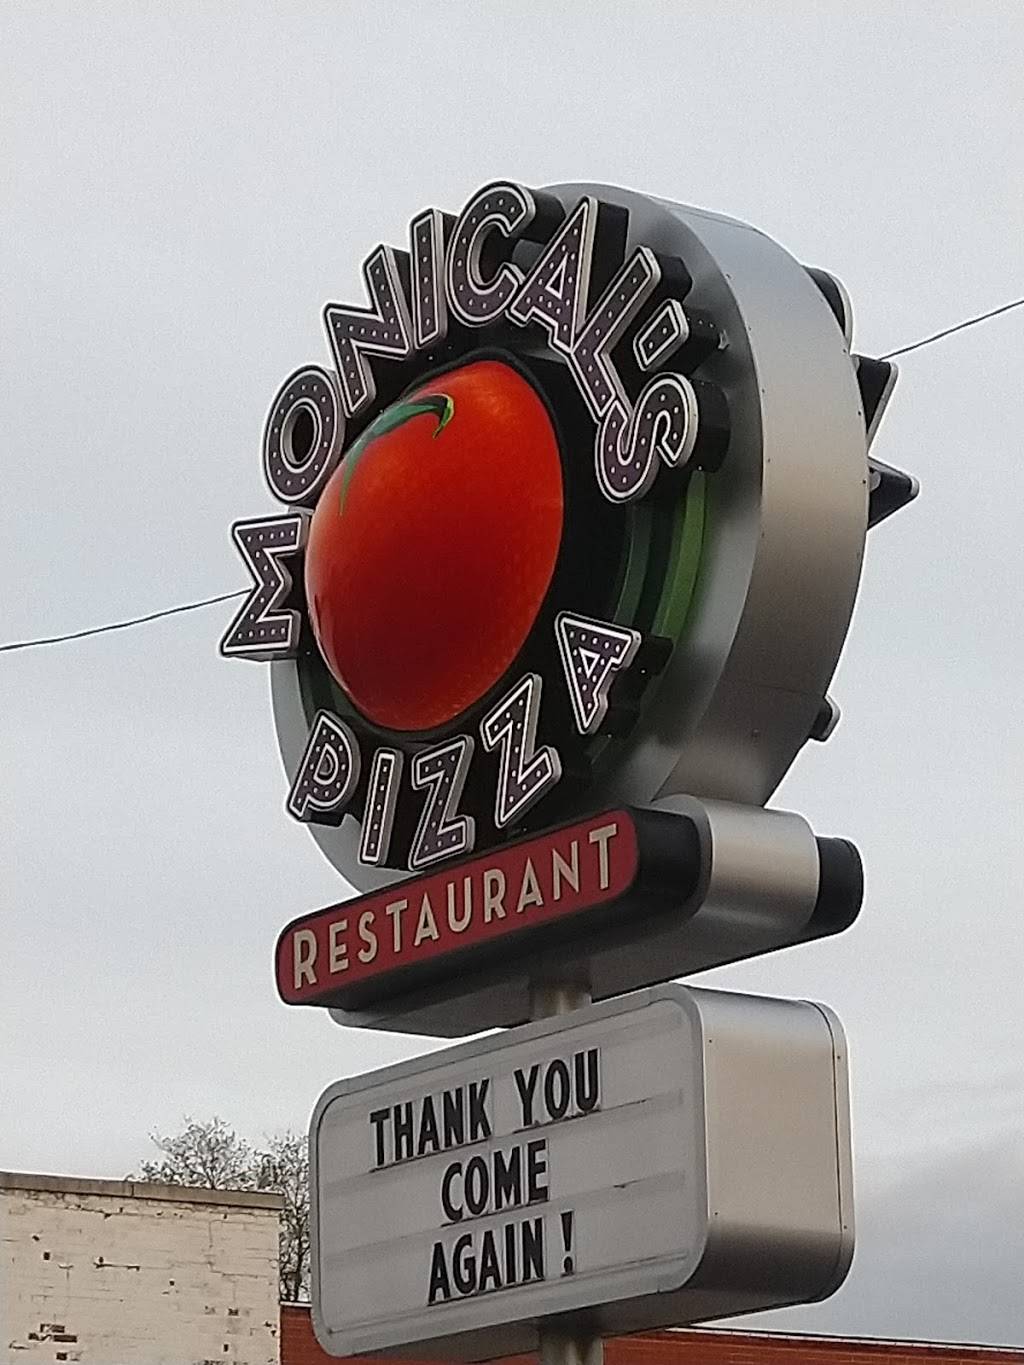 MONICAL'S
PIZZA
RESTAURANT
THANK YOU
COME
AGAIN!